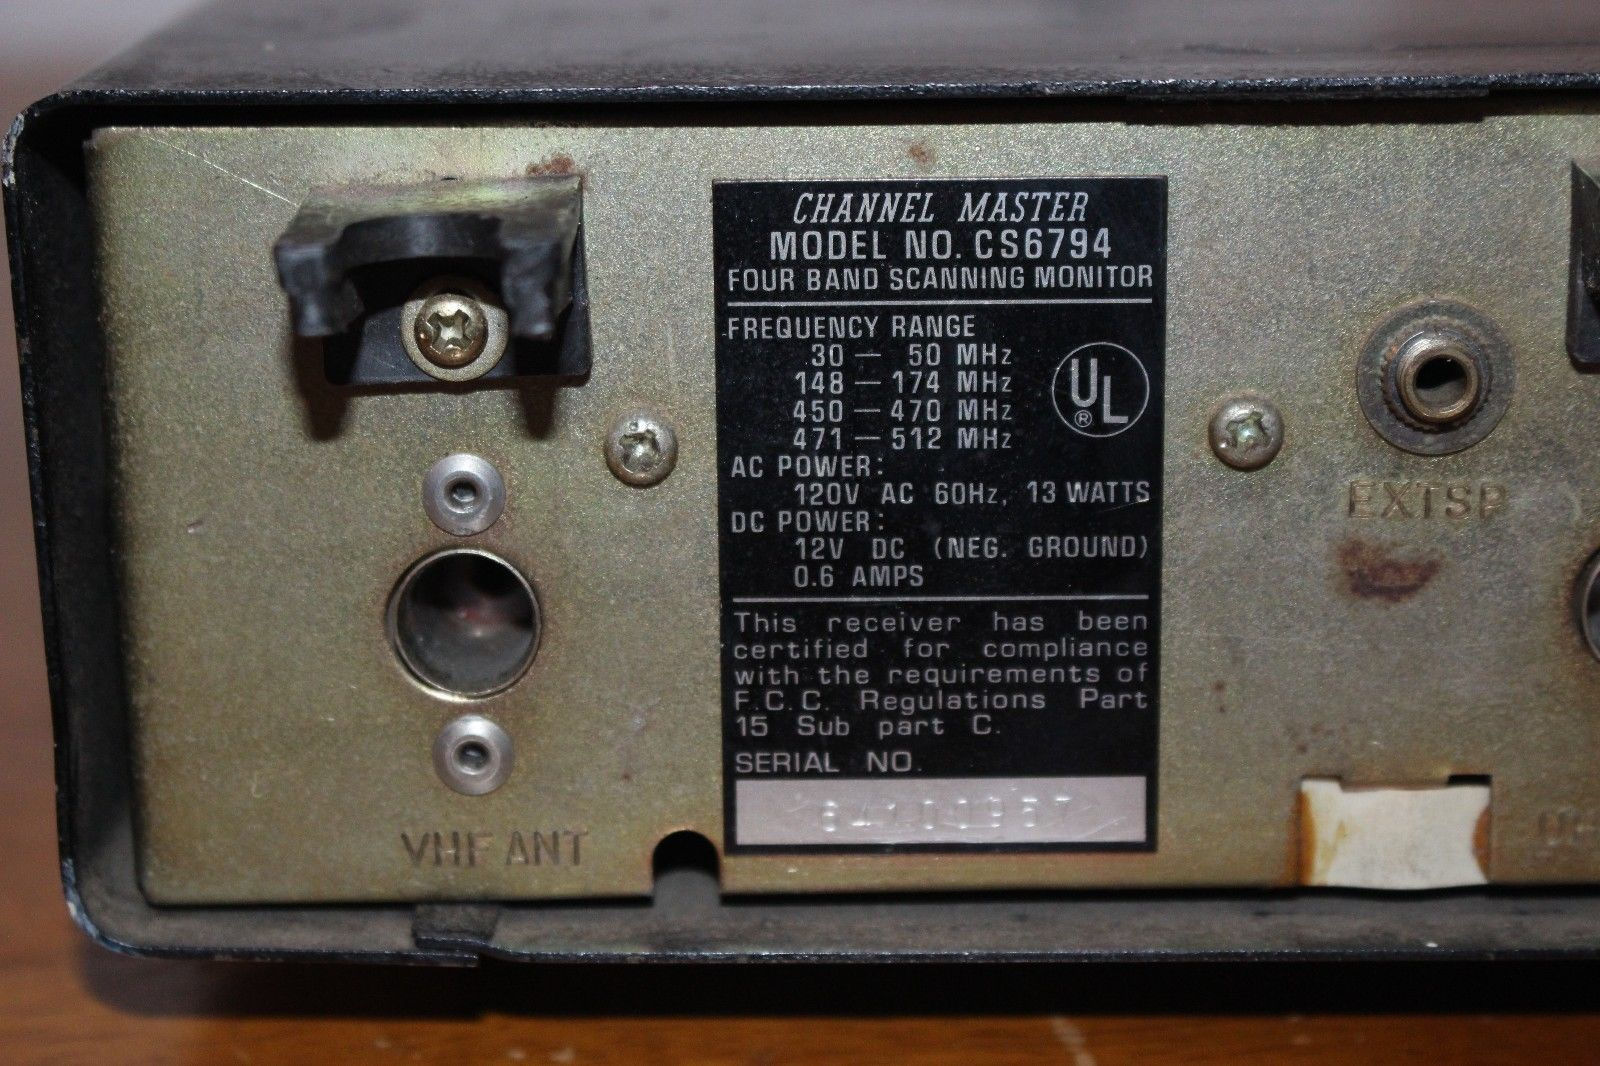 CHANNEL MASTER
MODEL NO. CS6794
FOUR BAND SCANNING MONITOR
FREQUENCY RANGE
30 — 50 MHz
148 — 174 MHz
450 — 470 MHz
471 — 512 MHz
UL
®
AC POWER:
120V AC 60Hz, 13 WATTS
DC POWER:
12V DC (NEG. GROUND)
0.6 AMPS
This receiver has been
certified for compliance
with the requirements of
F.C.C. Regulations Part
15 Sub part C.
SERIAL NO.
VHF ANT
EXTSP